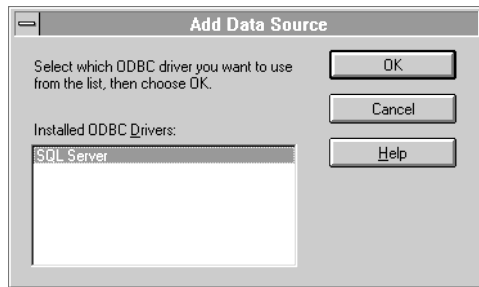 Add Data Source
Select which ODBC driver you want to use
from the list, then choose OK.
Installed ODBC Drivers:
SQL Server
OK
Cancel
Help